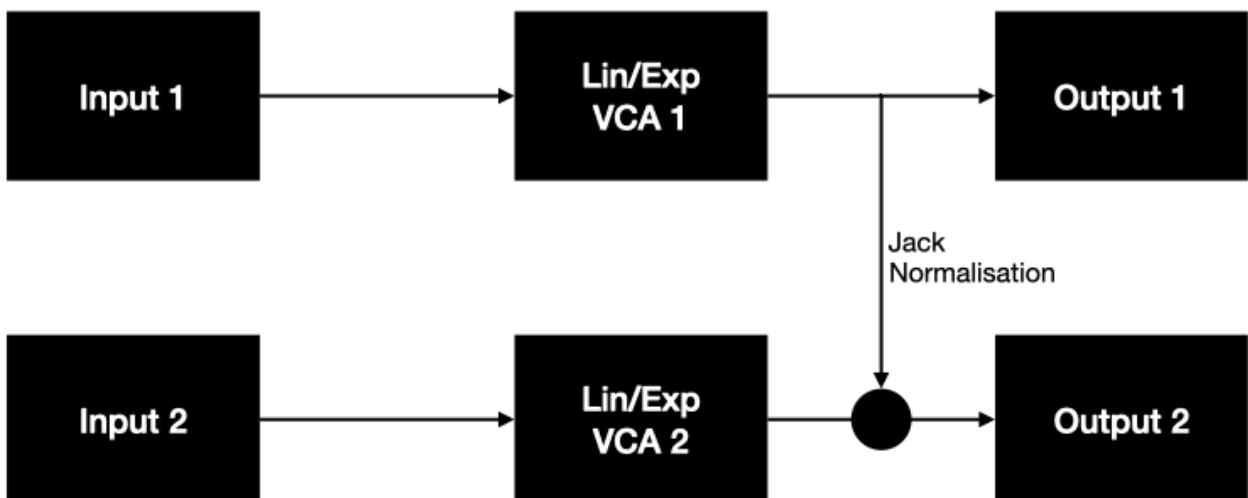 Input 1
Lin/Exp
VCA 1
Output 1
Jack
Normalisation
Input 2
Lin/Exp
VCA 2
Output 2